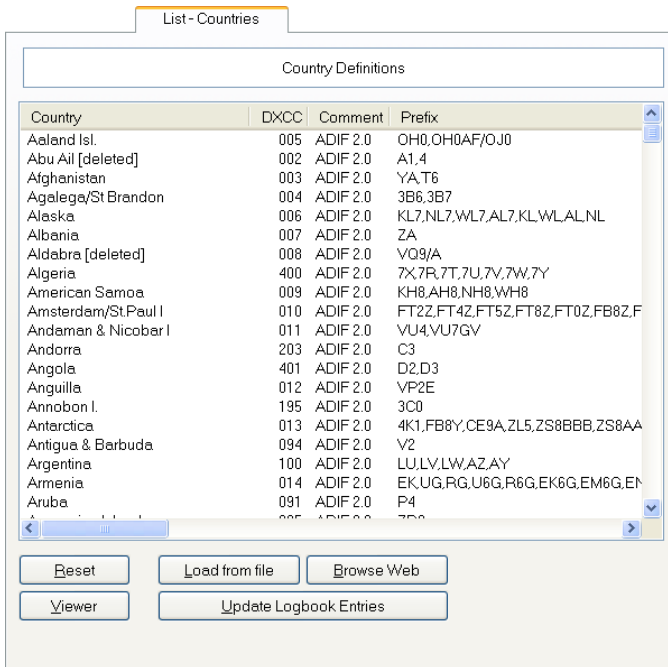 List - Countries
Country Definitions
Country DXCC Comment Prefix
Aaland Isl. 005 ADIF 2.0 OH0,OH0AF/OJ0
Abu Ail [deleted] 002 ADIF 2.0 A1,4
Afghanistan 003 ADIF 2.0 YA,T6
Agalega/St Brandon 004 ADIF 2.0 3B6,3B7
Alaska 006 ADIF 2.0 KL7,NL7,WL7,AL7,KL,WL,AL,NL
Albania 007 ADIF 2.0 ZA
Aldabra [deleted] 008 ADIF 2.0 VQ9/A
Algeria 400 ADIF 2.0 7X,7R,7T,7U,7V,7W,7Y
American Samoa 009 ADIF 2.0 KH8,AH8,NH8,WH8
Amsterdam/St.Paul I 010 ADIF 2.0 FT2Z,FT4Z,FT5Z,FT8Z,FT0Z,FB8Z,F
Andaman & Nicobar I 011 ADIF 2.0 VU4,VU7GV
Andorra 203 ADIF 2.0 C3
Angola 401 ADIF 2.0 D2,D3
Anguilla 012 ADIF 2.0 VP2E
Annobon I. 195 ADIF 2.0 3C0
Antarctica 013 ADIF 2.0 4K1,FB8Y,CE9A,ZL5,ZS8BBB,ZS8AA
Antigua & Barbuda 094 ADIF 2.0 V2
Argentina 100 ADIF 2.0 LU,LV,LW,AZ,AY
Armenia 014 ADIF 2.0 EK,UG,RG,U6G,R6G,EK6G,EM6G,EN
Aruba 091 ADIF 2.0 P4
Reset Load from file Browse Web
Viewer Update Logbook Entries